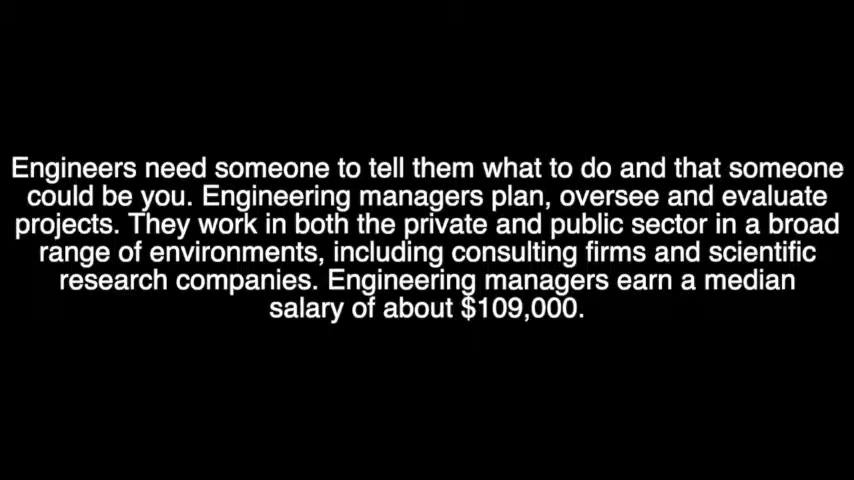 Engineers need someone to tell them what to do and that someone
could be you. Engineering managers plan, oversee and evaluate
projects. They work in both the private and public sector in a broad
range of environments, including consulting firms and scientific
research companies. Engineering managers earn a median
salary of about $109,000.